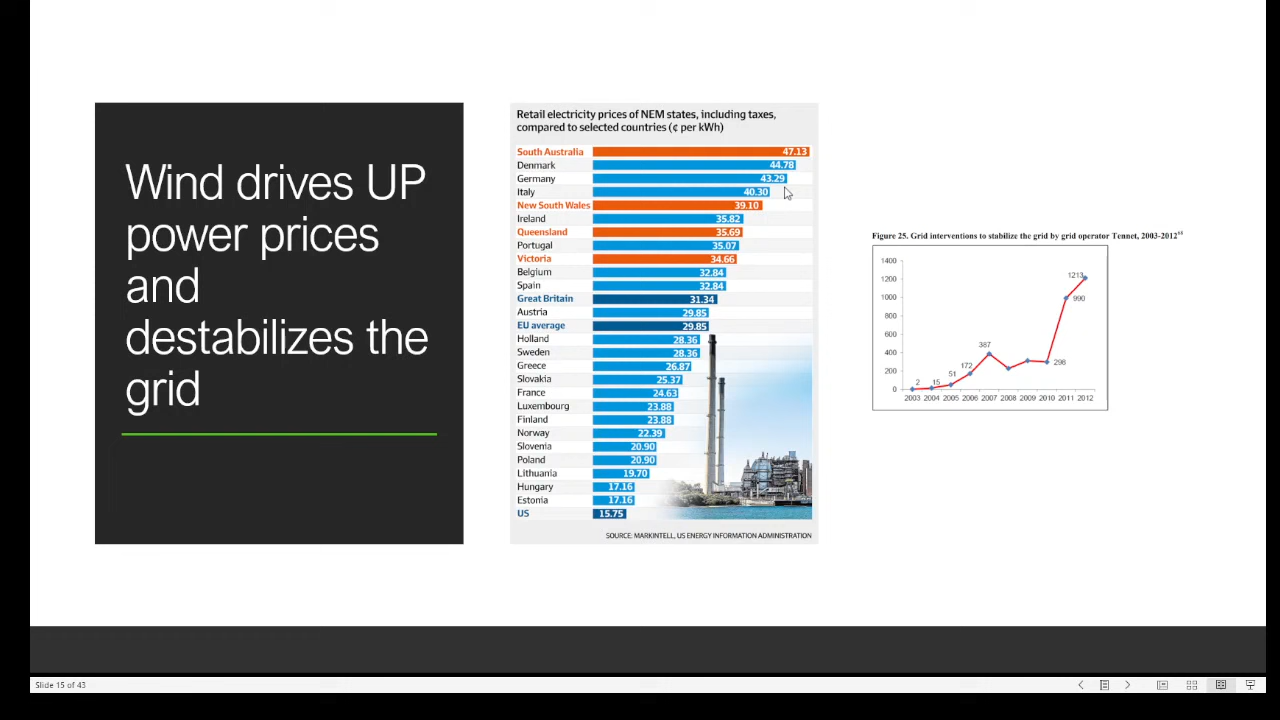 Wind drives UP
power prices
and
destabilizes the
grid
Retail electricity prices of NEM states, including taxes,
compared to selected countries (¢ per kWh)
South Australia 47.13
Denmark 44.78
Germany 43.29
Italy 40.30
New South Wales 39.10
Ireland 35.82
Queensland 35.69
Portugal 35.07
Victoria 34.66
Belgium 32.84
Spain 32.84
Great Britain 31.34
Austria 29.85
EU average 29.85
Holland 28.36
Sweden 28.36
Greece 26.87
Slovakia 25.37
France 24.63
Luxembourg 23.88
Finland 23.88
Norway 22.39
Slovenia 20.90
Poland 20.90
Lithuania 19.70
Hungary 17.16
Estonia 17.16
US 15.75
SOURCE: MARKINTELL, US ENERGY INFORMATION ADMINISTRATION
Figure 25. Grid interventions to stabilize the grid by grid operator Tennet, 2003-2012
1400
1200
1000
800
600
400
200
0
2 15 51 172 387 298 990 1213
2003 2004 2005 2006 2007 2008 2009 2010 2011 2012
Slide 15 of 43